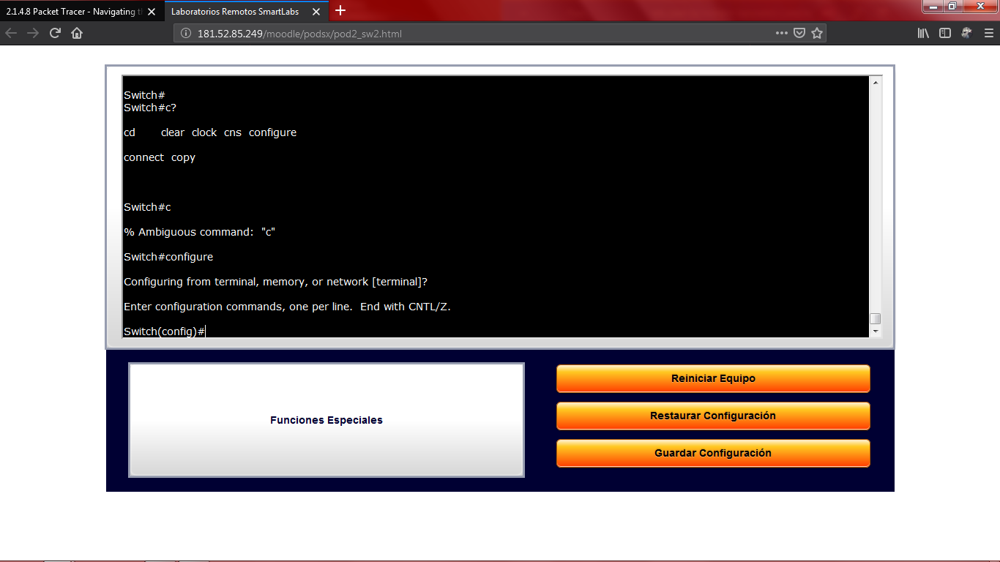 2.1.4.8 Packet Tracer - Navigating t
Laboratorios Remotos SmartLabs
181.52.85.249/moodle/podsx/pod2_sw2.html
Switch#
Switch#c?
cd clear clock cns configure
connect copy
Switch#c
% Ambiguous command: "c"
Switch#configure
Configuring from terminal, memory, or network [terminal]?
Enter configuration commands, one per line. End with CNTL/Z.
Switch(config)#
Funciones Especiales
Reiniciar Equipo
Restaurar Configuración
Guardar Configuración